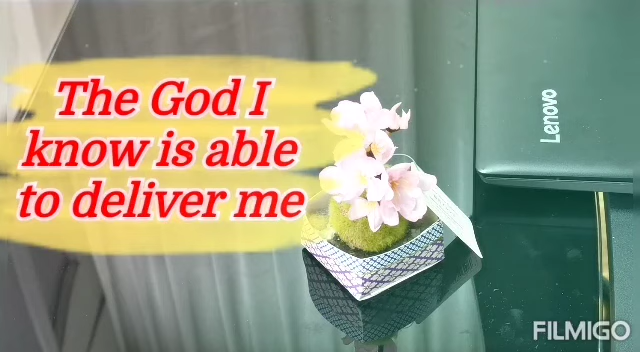 The God I
know is able
to deliver me
Lenovo
FILMIGO